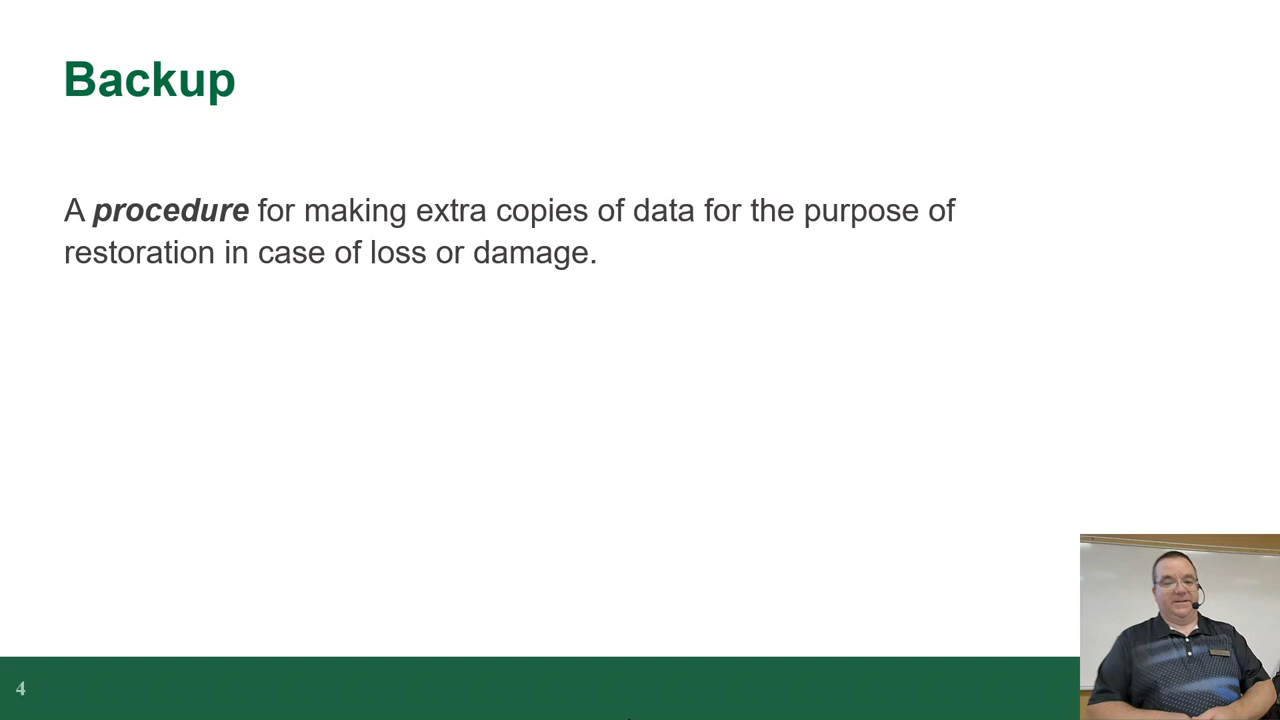 Backup
A procedure for making extra copies of data for the purpose of
restoration in case of loss or damage.
4